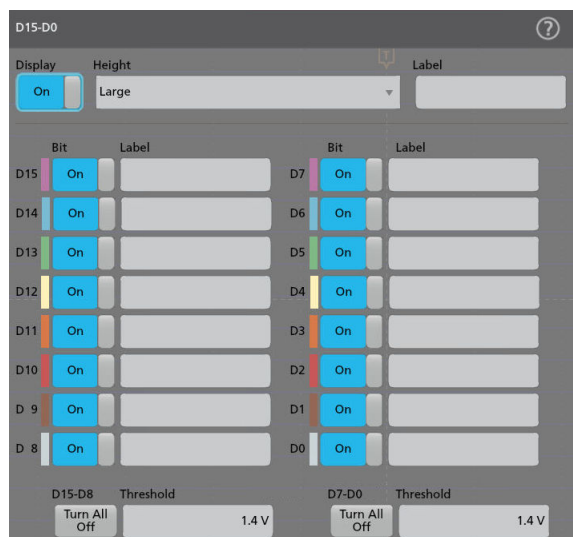 D15-D0 ?
Display Height Label
T
On Large
Bit Label Bit Label
D15 On D7 On
D14 On D6 On
D13 On D5 On
D12 On D4 On
D11 On D3 On
D10 On D2 On
D 9 On D1 On
D 8 On D0 On
D15-D8 Threshold D7-D0 Threshold
Turn All Off 1.4 V Turn All Off 1.4 V